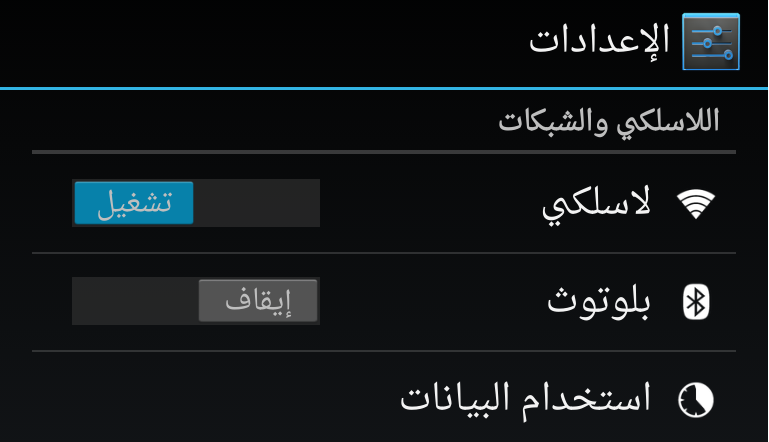 الإعدادات
اللاسلكي والشبكات
لاسلكي تشغيل
بلوتوث إيقاف
استخدام البيانات